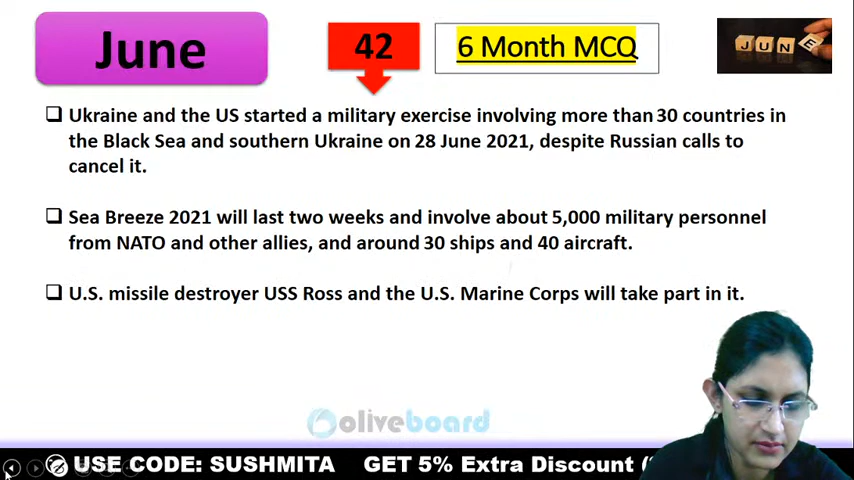 June
42
6 Month MCQ
JUNE
Ukraine and the US started a military exercise involving more than 30 countries in
the Black Sea and southern Ukraine on 28 June 2021, despite Russian calls to
cancel it.
Sea Breeze 2021 will last two weeks and involve about 5,000 military personnel
from NATO and other allies, and around 30 ships and 40 aircraft.
U.S. missile destroyer USS Ross and the U.S. Marine Corps will take part in it.
oliveboard
USE CODE: SUSHMITA GET 5% Extra Discount (